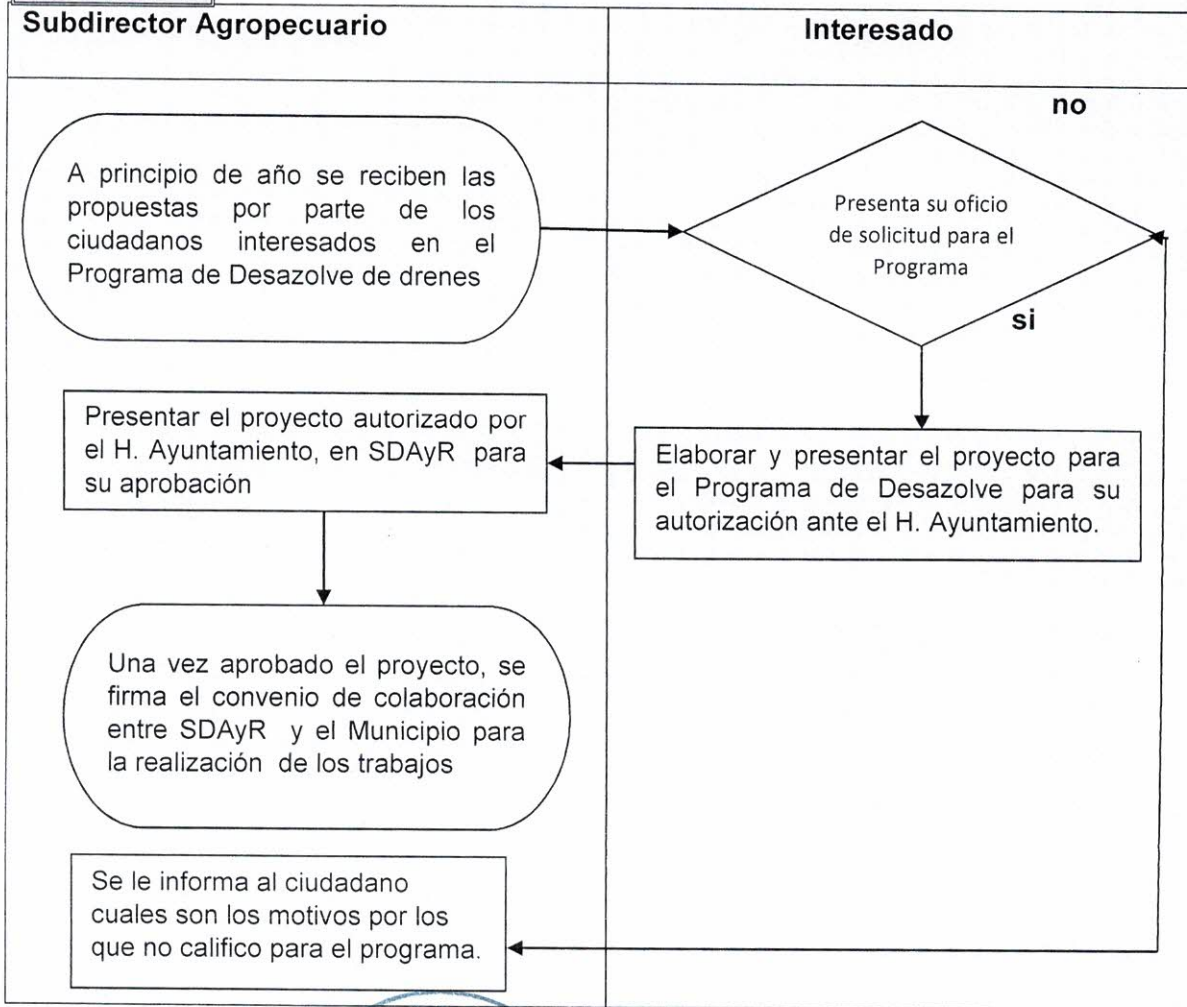 Subdirector Agropecuario
Interesado
A principio de año se reciben las
propuestas por parte de los
ciudadanos interesados en el
Programa de Desazolve de drenes
no
Presenta su oficio
de solicitud para el
Programa
si
Elaborar y presentar el proyecto para
el Programa de Desazolve para su
autorización ante el H. Ayuntamiento.
Presentar el proyecto autorizado por
el H. Ayuntamiento, en SDAyR para
su aprobación
Una vez aprobado el proyecto, se
firma el convenio de colaboración
entre SDAyR y el Municipio para
la realización de los trabajos
Se le informa al ciudadano
cuales son los motivos por los
que no califico para el programa.